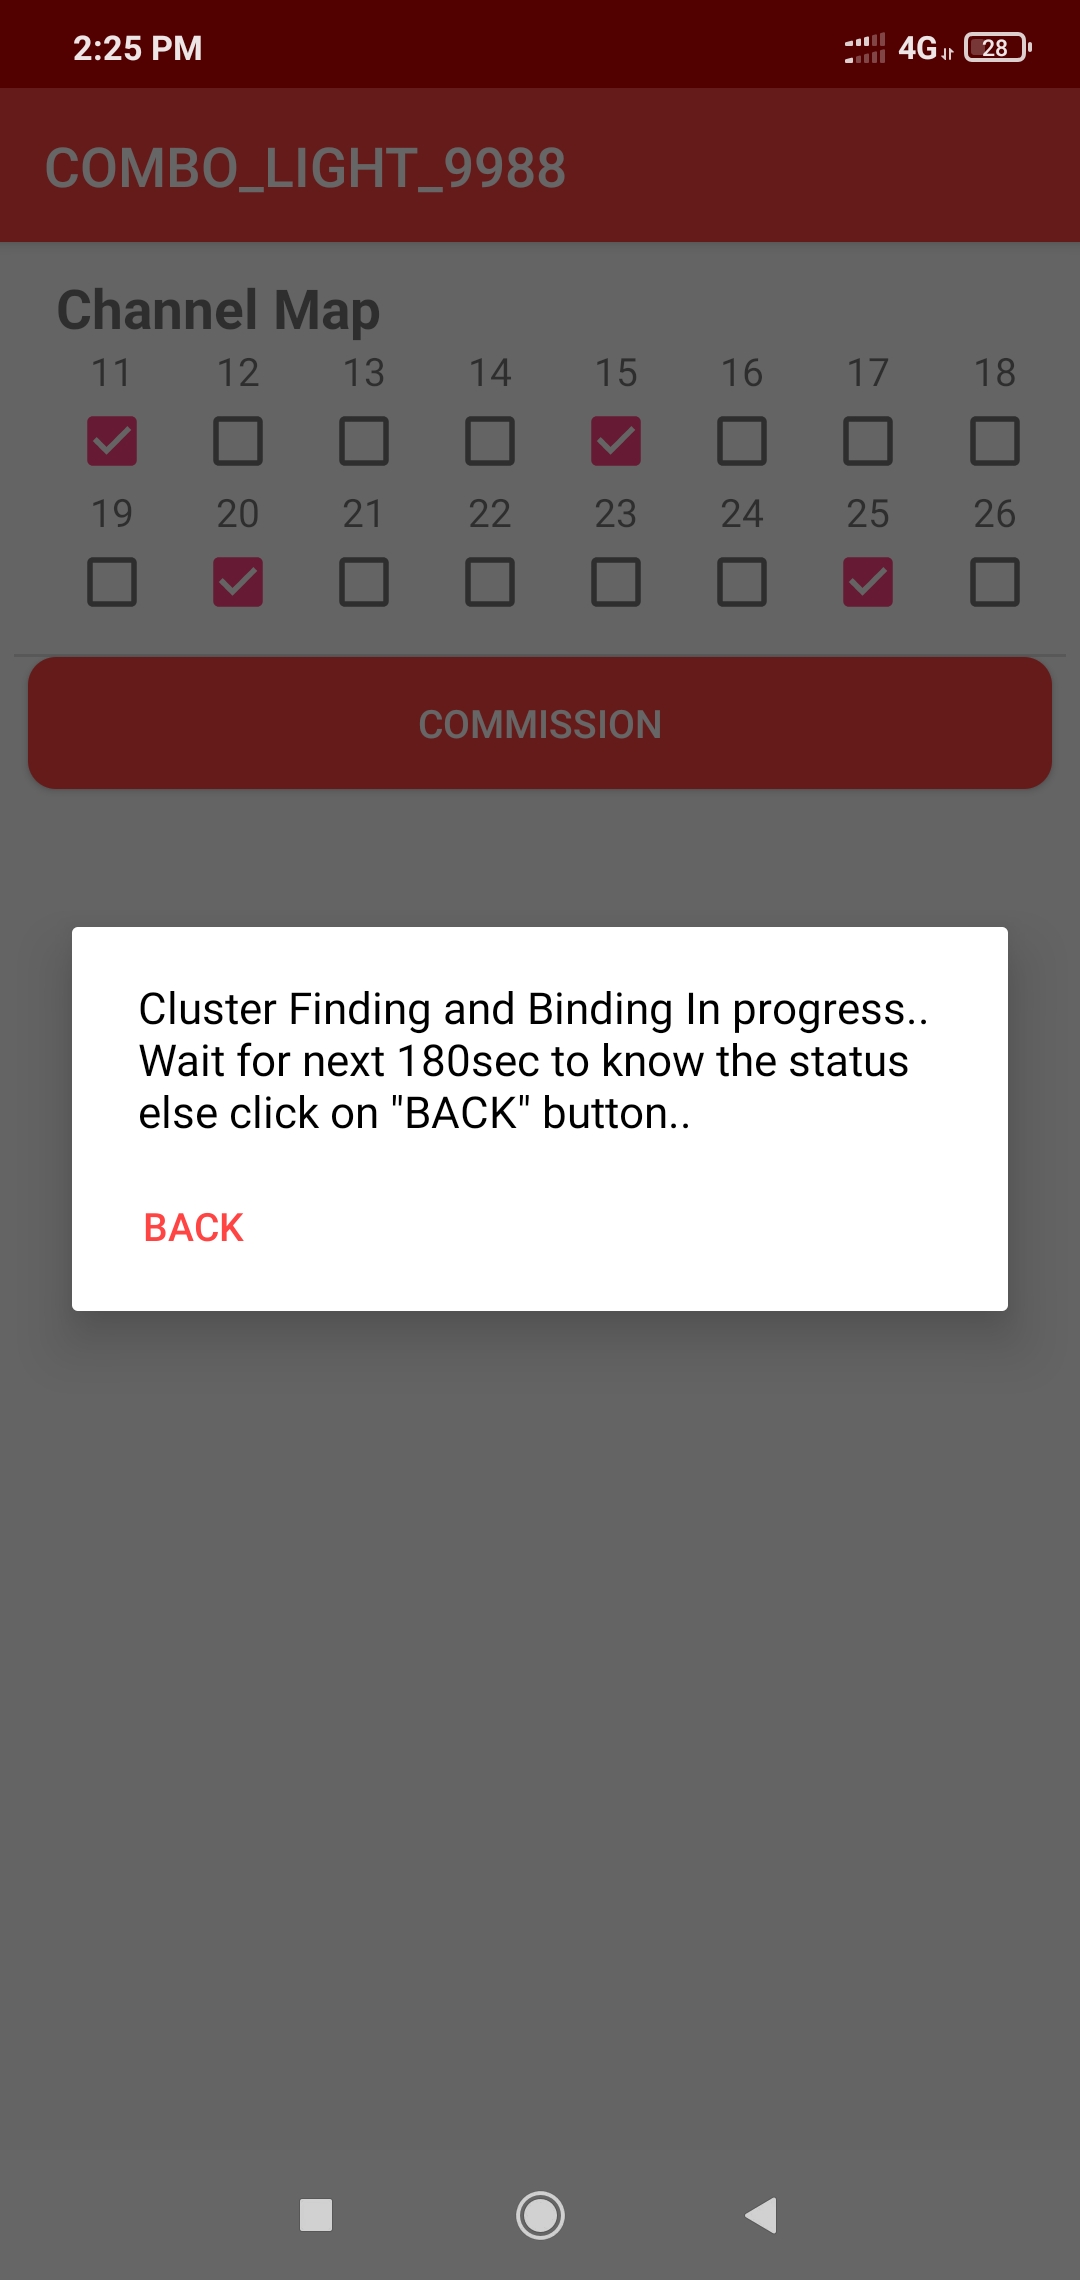 2:25 PM 4G 28
COMBO_LIGHT_9988
Channel Map
11 12 13 14 15 16 17 18
19 20 21 22 23 24 25 26
COMMISSION
Cluster Finding and Binding In progress..
Wait for next 180sec to know the status
else click on "BACK" button..
BACK